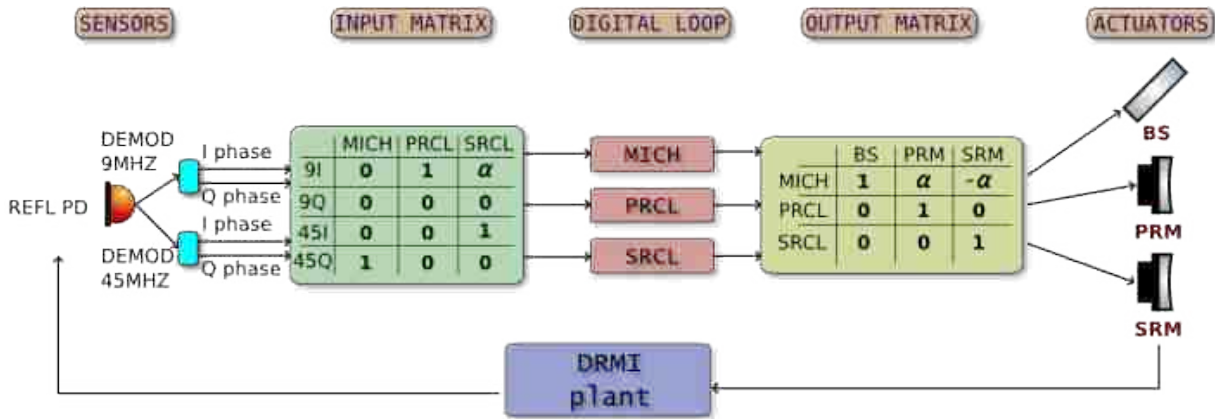 SENSORS INPUT MATRIX DIGITAL LOOP OUTPUT MATRIX ACTUATORS
DEMOD
9MHZ
I phase
Q phase
REFL PD
I phase
Q phase
DEMOD
45MHZ
MICH PRCL SRCL
9I 0 1 α
9Q 0 0 0
45I 0 0 1
45Q 1 0 0
MICH
PRCL
SRCL
BS PRM SRM
MICH 1 α -α
PRCL 0 1 0
SRCL 0 0 1
BS
PRM
SRM
DRMI
plant